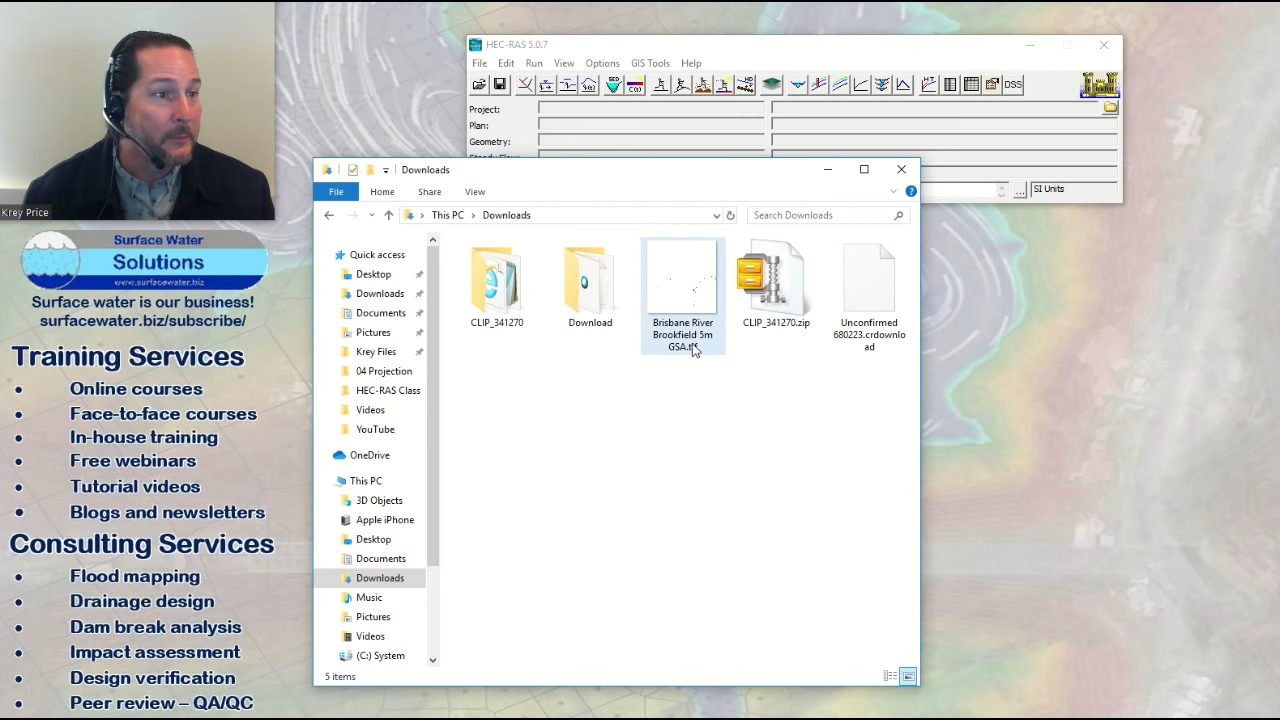 Krey Price
Surface Water
Solutions
www.surfacewater.biz
Surface water is our business!
surfacewater.biz/subscribe/
Training Services
• Online courses
• Face-to-face courses
• In-house training
• Free webinars
• Tutorial videos
• Blogs and newsletters
Consulting Services
• Flood mapping
• Drainage design
• Dam break analysis
• Impact assessment
• Design verification
• Peer review – QA/QC
HEC-RAS 5.0.7
File Edit Run View Options GIS Tools Help
DSS
Project:
Plan:
Geometry:
... SI Units
Downloads
File Home Share View
This PC > Downloads
Search Downloads
Quick access
Desktop
Downloads
Documents
Pictures
Krey Files
04 Projection
HEC-RAS Class
Videos
YouTube
OneDrive
This PC
3D Objects
Apple iPhone
Desktop
Documents
Downloads
Music
Pictures
Videos
(C:) System
CLIP_341270
Download
Brisbane River
Brookfield 5m
CLIP_341270.zip
Unconfirmed
680223.crdownlo
ad
5 items